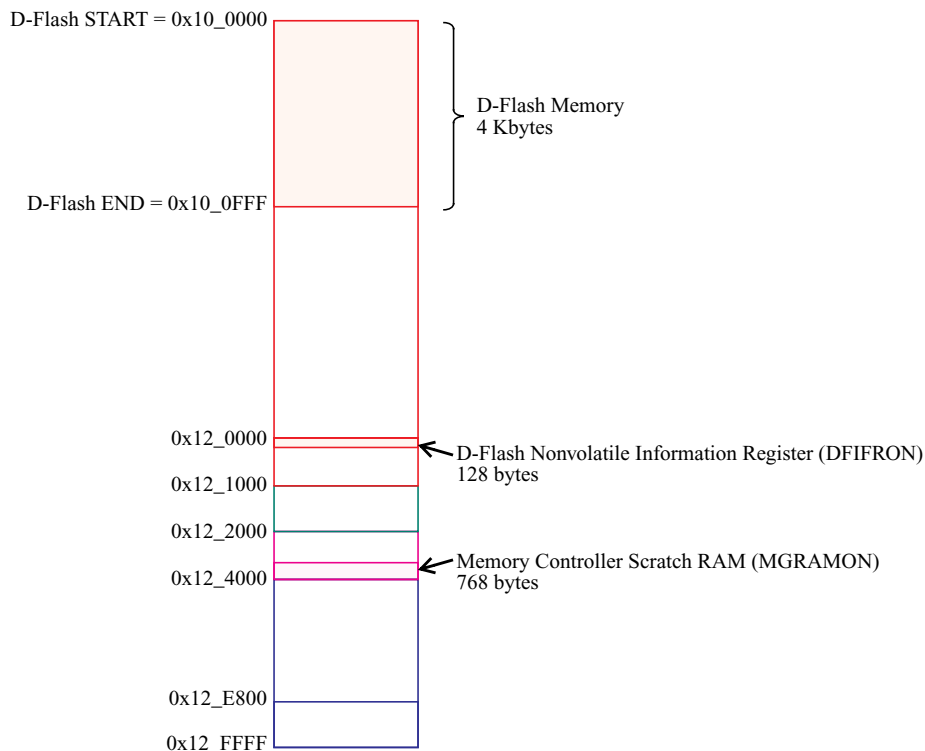 D-Flash START = 0x10_0000
D-Flash Memory
4 Kbytes
D-Flash END = 0x10_0FFF
0x12_0000
D-Flash Nonvolatile Information Register (DFIFRON)
128 bytes
0x12_1000
0x12_2000
Memory Controller Scratch RAM (MGRAMON)
768 bytes
0x12_4000
0x12_E800
0x12_FFFF